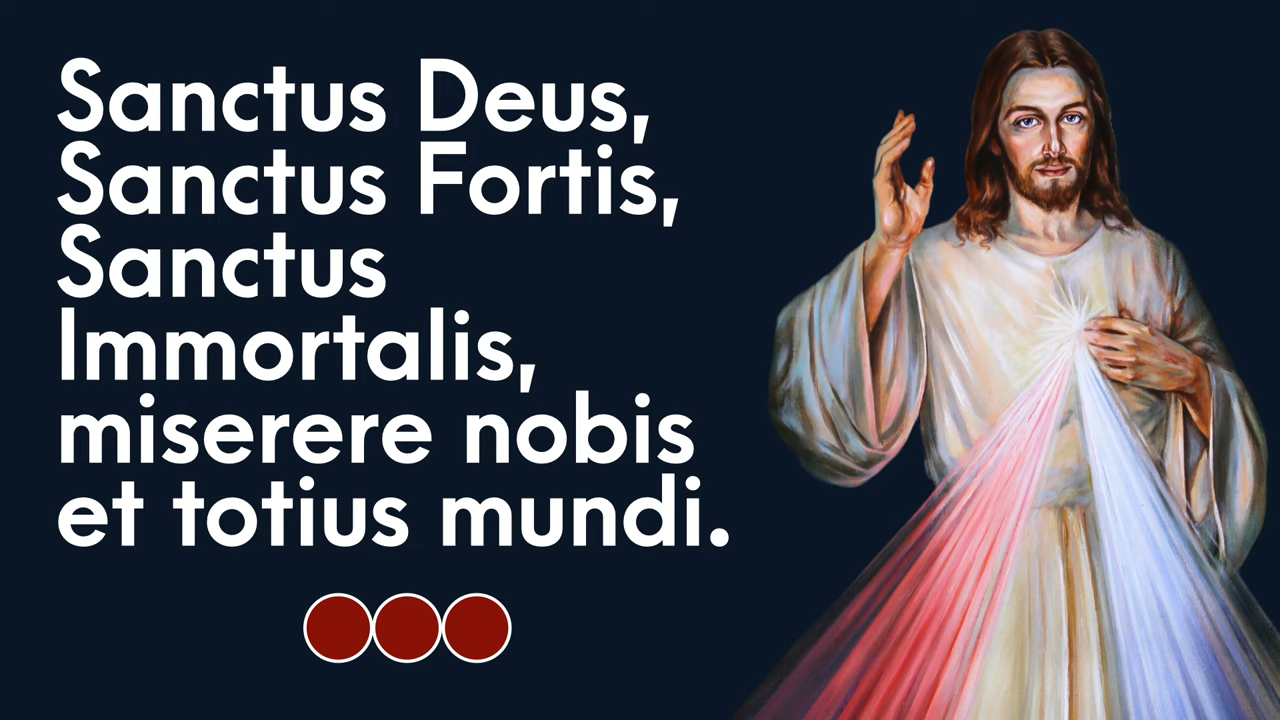 Sanctus Deus,
Sanctus Fortis,
Sanctus
Immortalis,
miserere nobis
et totius mundi.